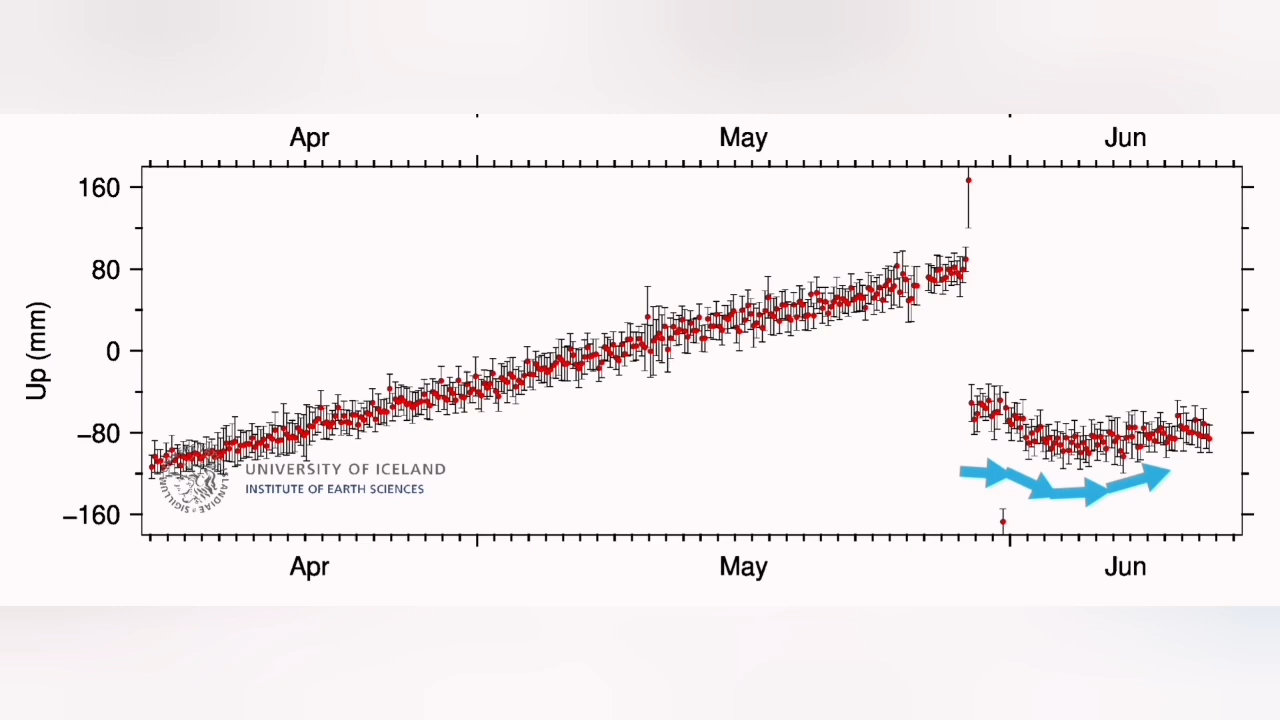 Apr May Jun
160
80
0
−80
−160
Up (mm)
UNIVERSITY OF ICELAND
INSTITUTE OF EARTH SCIENCES
Apr May Jun